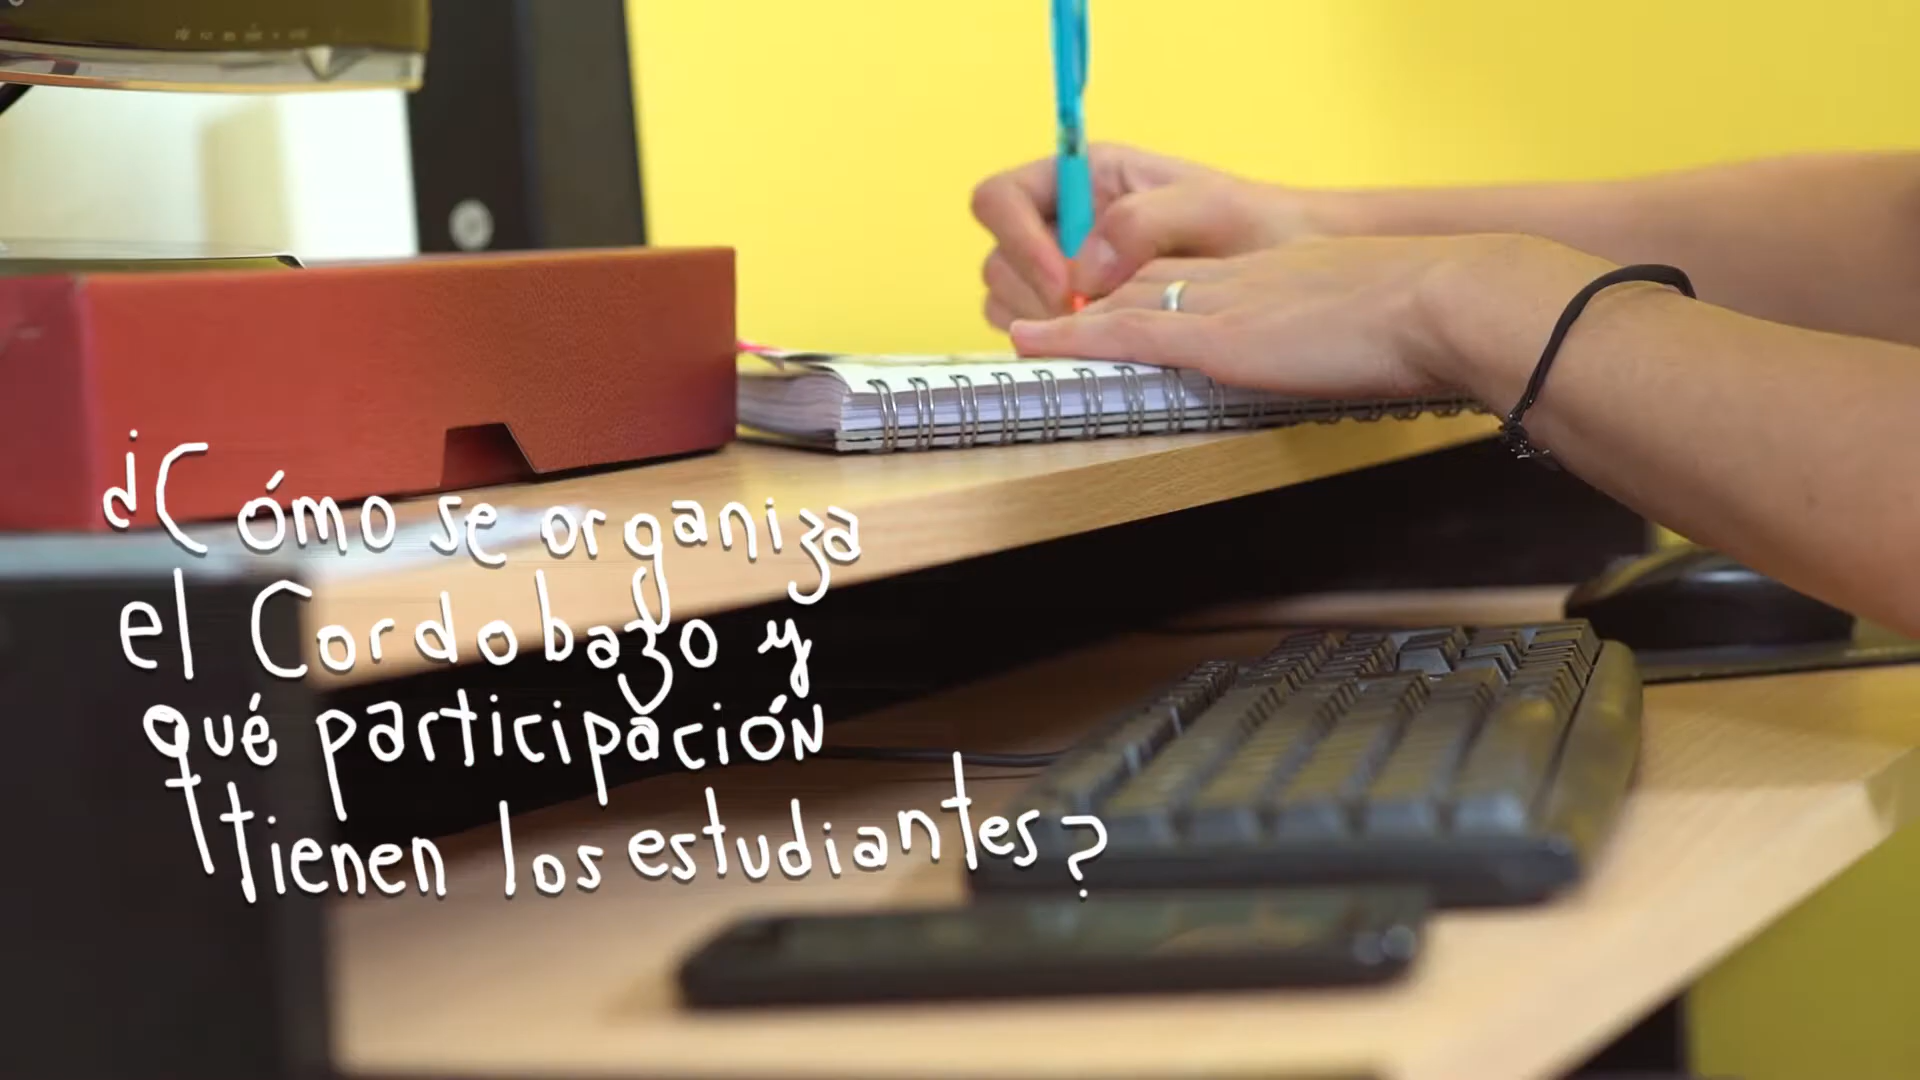 ¿Cómo se organiza
el Cordobazo y
qué participación
tienen los estudiantes?